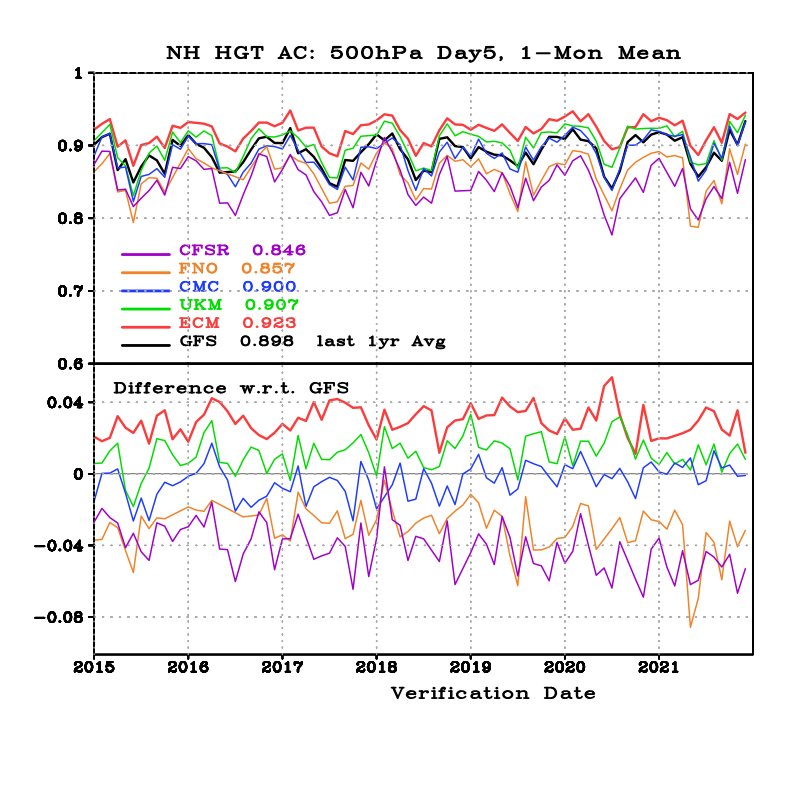 NH HGT AC: 500hPa Day5, 1−Mon Mean
1
0.9
0.8
0.7
0.6
CFSR 0.846
FNO 0.857
CMC 0.900
UKM 0.907
ECM 0.923
GFS 0.898 last 1yr Avg
Difference w.r.t. GFS
0.04
0
−0.04
−0.08
2015 2016 2017 2018 2019 2020 2021
Verification Date